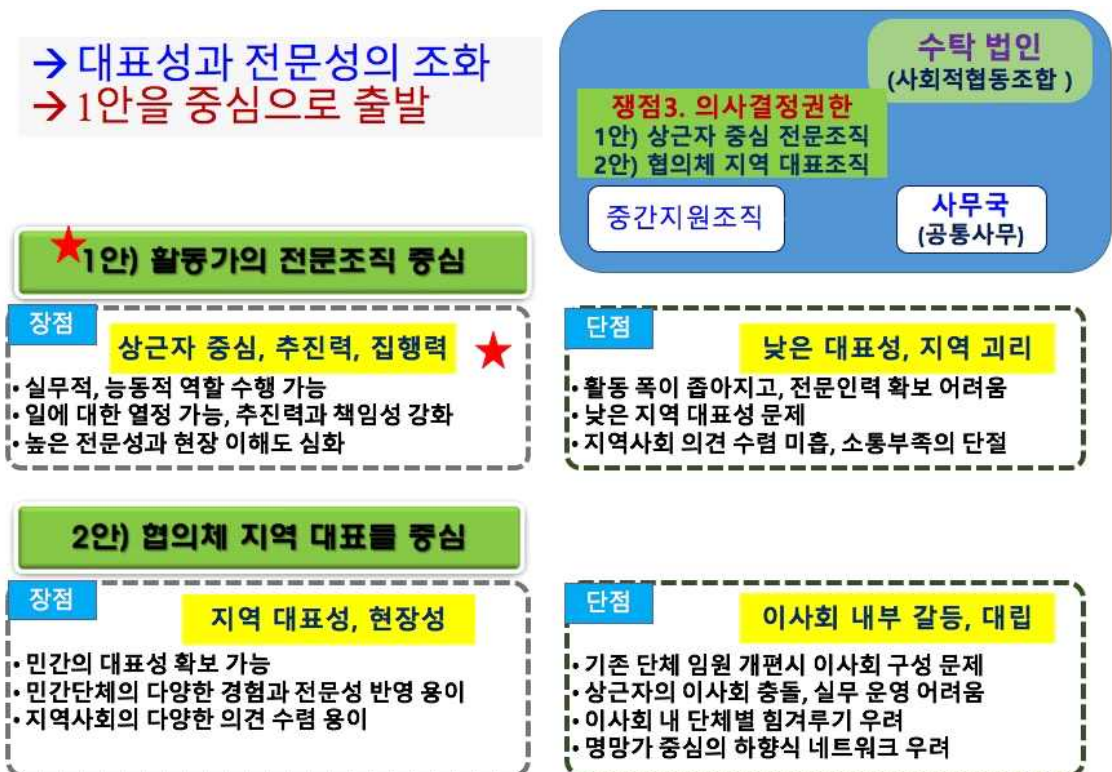 → 대표성과 전문성의 조화
→ 1안을 중심으로 출발
수탁 법인
(사회적협동조합 )
쟁점3. 의사결정권한
1안) 상근자 중심 전문조직
2안) 협의체 지역 대표조직
중간지원조직
사무국
(공통사무)
1안) 활동가의 전문조직 중심
장점
상근자 중심, 추진력, 집행력
• 실무적, 능동적 역할 수행 가능
• 일에 대한 열정 가능, 추진력과 책임성 강화
• 높은 전문성과 현장 이해도 심화
단점
낮은 대표성, 지역 괴리
• 활동 폭이 좁아지고, 전문인력 확보 어려움
• 낮은 지역 대표성 문제
• 지역사회 의견 수렴 미흡, 소통부족의 단절
2안) 협의체 지역 대표들 중심
장점
지역 대표성, 현장성
• 민간의 대표성 확보 가능
• 민간단체의 다양한 경험과 전문성 반영 용이
• 지역사회의 다양한 의견 수렴 용이
단점
이사회 내부 갈등, 대립
• 기존 단체 임원 개편시 이사회 구성 문제
• 상근자의 이사회 충돌, 실무 운영 어려움
• 이사회 내 단체별 힘겨루기 우려
• 명망가 중심의 하향식 네트워크 우려